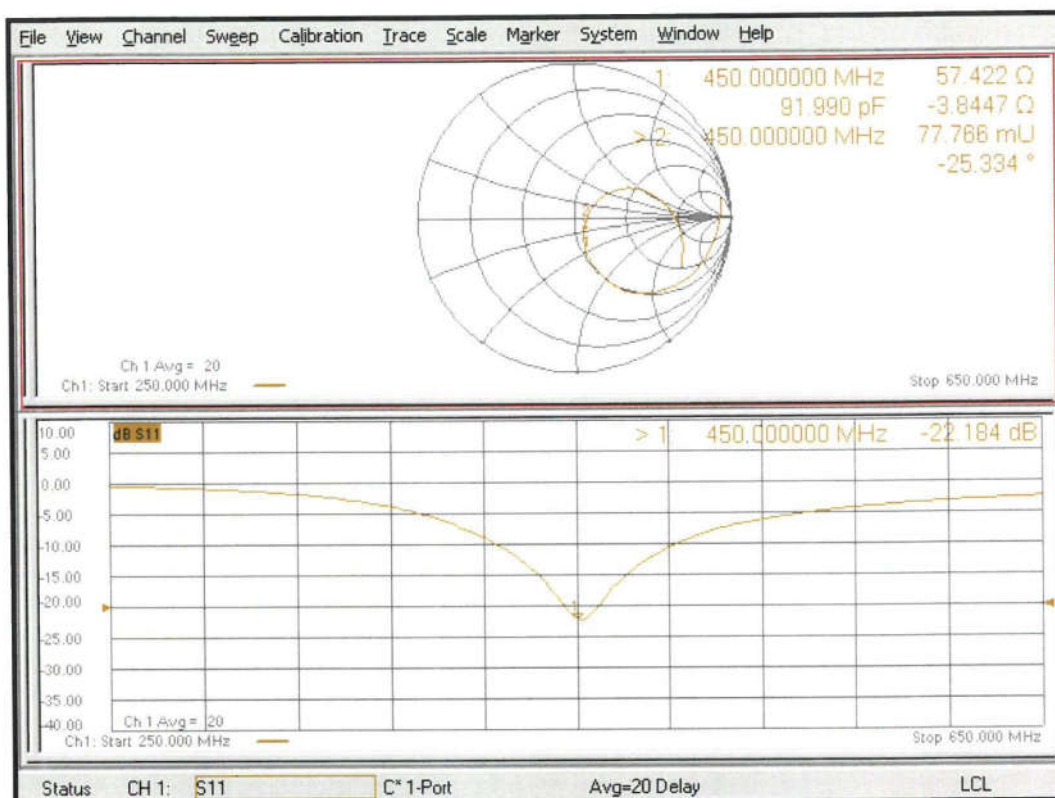 File View Channel Sweep Calibration Trace Scale Marker System Window Help
1: 450.000000 MHz 57.422 Ω
91.990 pF -3.8447 Ω
> 2: 450.000000 MHz 77.766 mU
-25.334 °
Ch 1 Avg = 20
Ch1: Start 250.000 MHz
Stop 650.000 MHz
10.00
dB S11
> 1: 450.000000 MHz -22.184 dB
5.00
0.00
-5.00
-10.00
-15.00
-20.00
1
-25.00
-30.00
-35.00
-40.00
Ch 1 Avg = 20
Ch1: Start 250.000 MHz
Stop 650.000 MHz
Status CH 1: S11 C* 1-Port Avg=20 Delay LCL